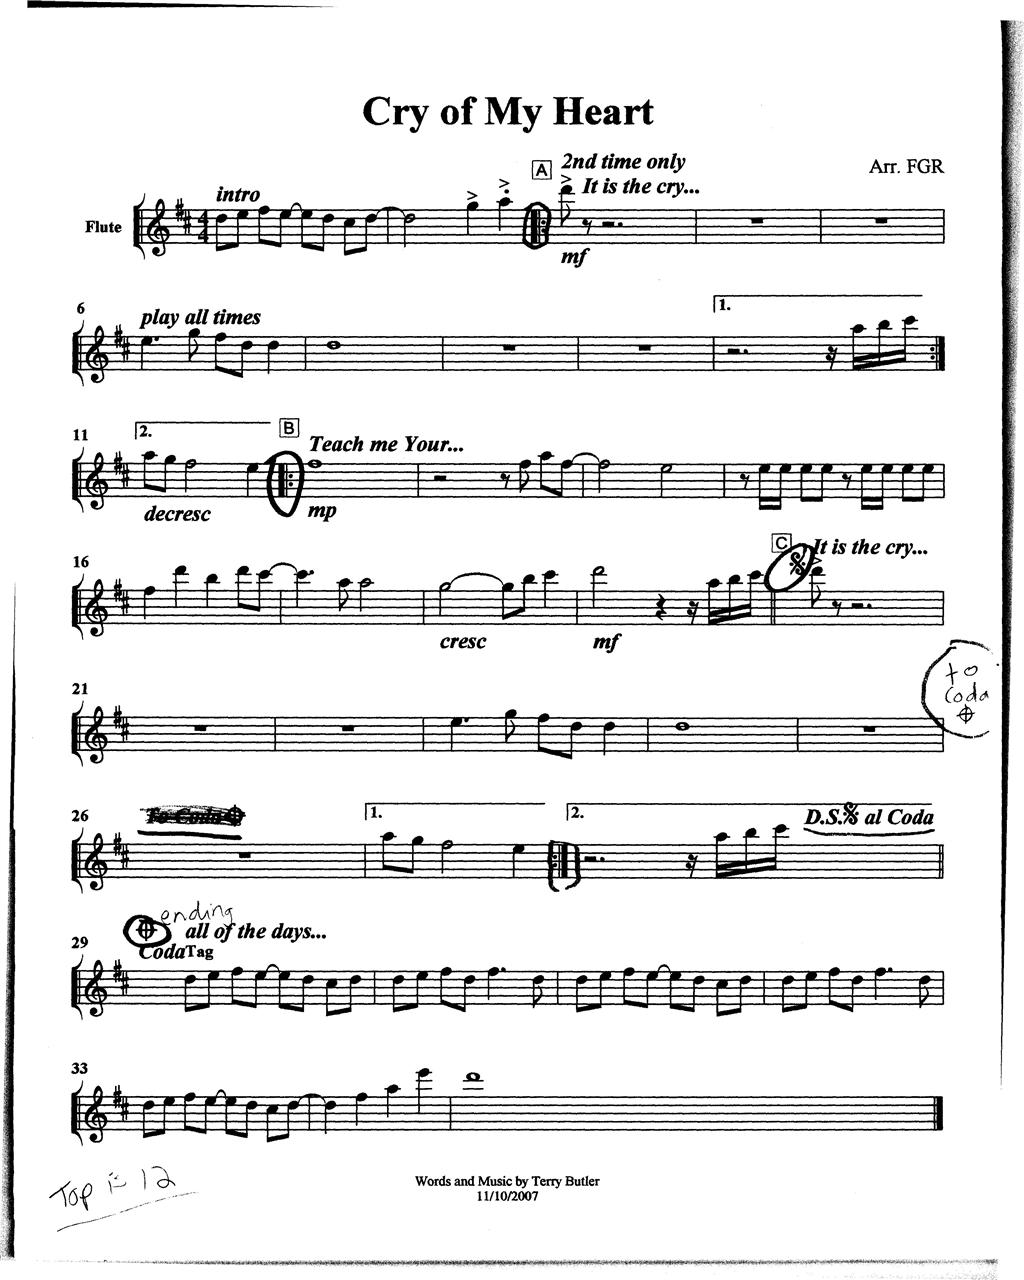 Cry of My Heart
Arr. FGR
A 2nd time only
It is the cry...
intro
Flute
4
4
mf
6
play all times
1.
11
2.
B
Teach me Your...
decresc
mp
16
C
It is the cry...
cresc
mf
21
to
Coda
26
To Coda
1.
2.
D.S. al Coda
ending
all of the days...
29
Coda Tag
33
Top 12
Words and Music by Terry Butler
11/10/2007